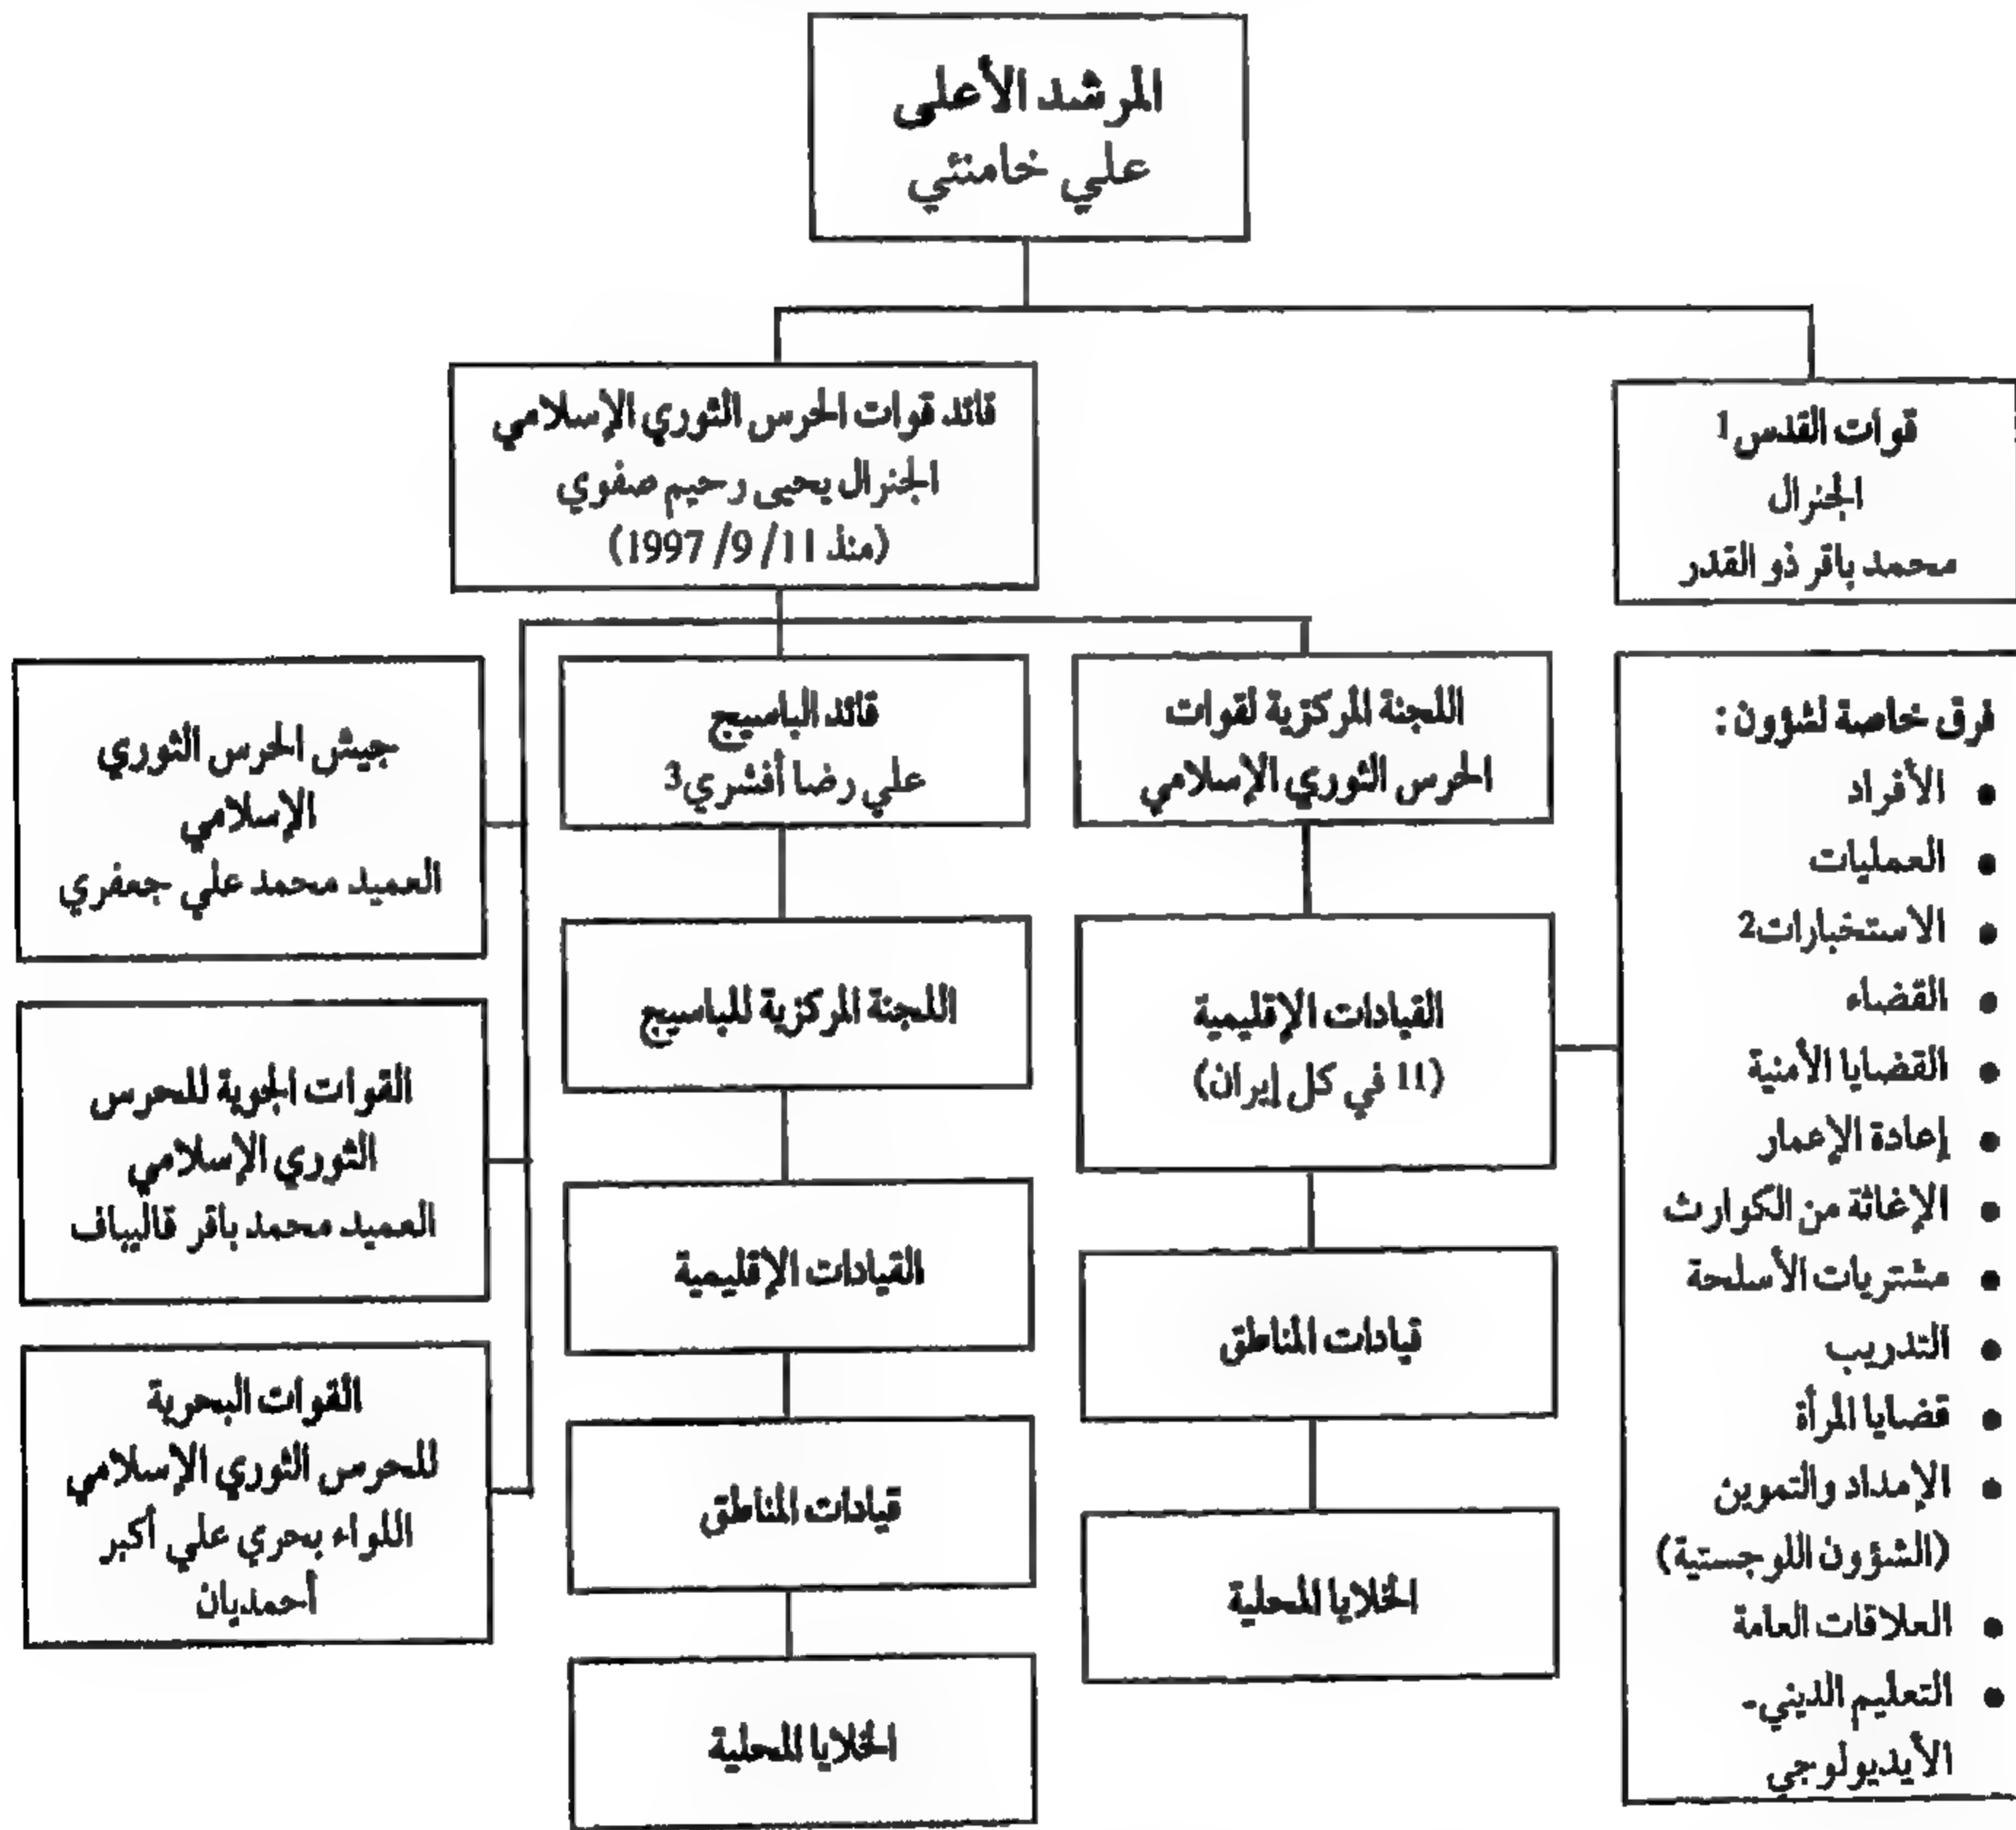 المرشد الأعلى
علي خامنئي
قوات القدس1
الجنرال
محمد باقر ذو القدر
قائد قوات الحرس الثوري الإسلامي
الجنرال يحيى رحيم صفوي
(منذ 11/ 9/ 1997)
فرق خاصة لشؤون:
• الأفراد
• العمليات
• الاستخبارات2
• القضاء
• القضايا الأمنية
• إعادة الإعمار
• الإغاثة من الكوارث
• مشتريات الأسلحة
• التدريب
• قضايا المرأة
• الإمداد والتموين
(الشؤون اللوجستية)
• العلاقات العامة
• التعليم الديني-
الأيديولوجي
اللجنة المركزية لقوات
الحرس الثوري الإسلامي
القيادات الإقليمية
(11 في كل إيران)
قيادات المناطق
الخلايا المحلية
قائد الباسيج
علي رضا أفشري3
اللجنة المركزية للباسيج
القيادات الإقليمية
قيادات المناطق
الخلايا المحلية
جيش الحرس الثوري
الإسلامي
العميد محمد علي جعفري
القوات الجوية للحرس
الثوري الإسلامي
العميد محمد باقر قاليباف
القوات البحرية
للحرس الثوري الإسلامي
اللواء بحري علي أكبر
أحمديان